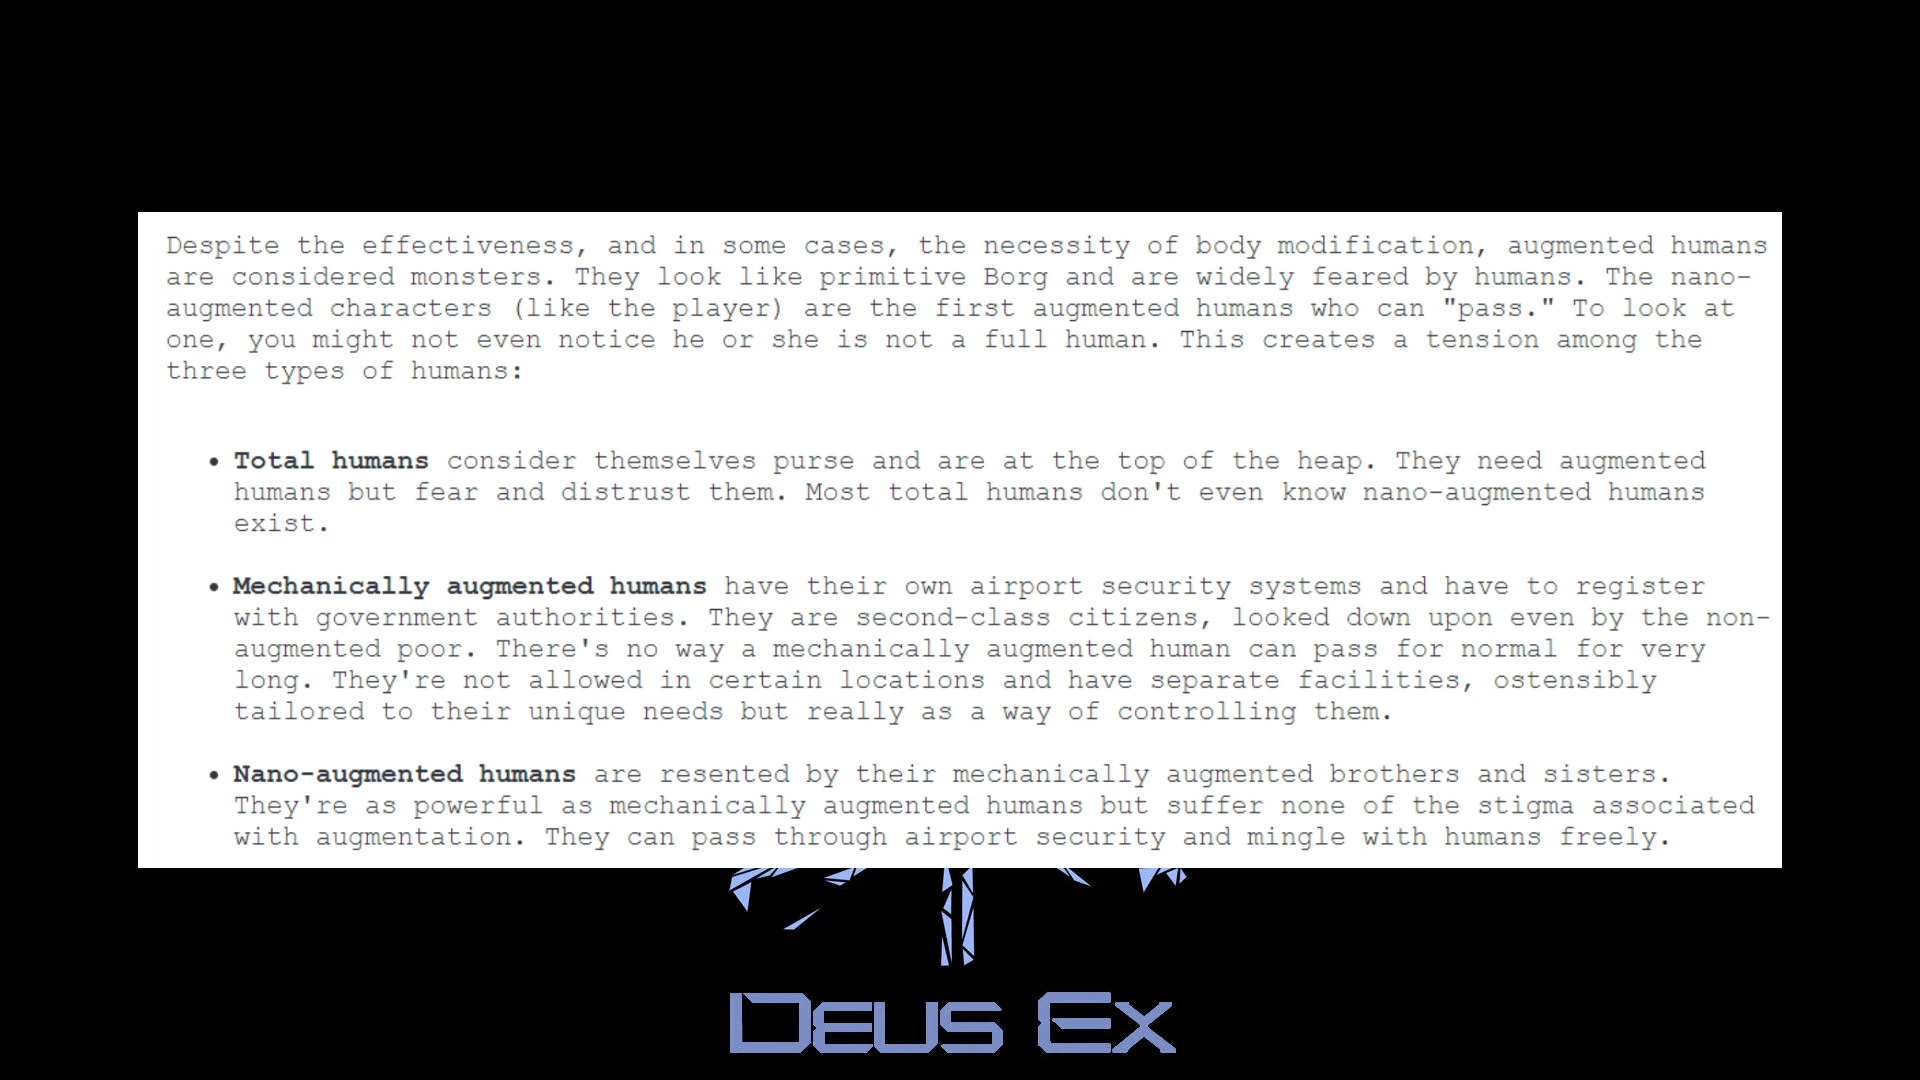 Despite the effectiveness, and in some cases, the necessity of body modification, augmented humans
are considered monsters. They look like primitive Borg and are widely feared by humans. The nano-
augmented characters (like the player) are the first augmented humans who can "pass." To look at
one, you might not even notice he or she is not a full human. This creates a tension among the
three types of humans:
• Total humans consider themselves purse and are at the top of the heap. They need augmented
humans but fear and distrust them. Most total humans don't even know nano-augmented humans
exist.
• Mechanically augmented humans have their own airport security systems and have to register
with government authorities. They are second-class citizens, looked down upon even by the non-
augmented poor. There's no way a mechanically augmented human can pass for normal for very
long. They're not allowed in certain locations and have separate facilities, ostensibly
tailored to their unique needs but really as a way of controlling them.
• Nano-augmented humans are resented by their mechanically augmented brothers and sisters.
They're as powerful as mechanically augmented humans but suffer none of the stigma associated
with augmentation. They can pass through airport security and mingle with humans freely.
Deus Ex